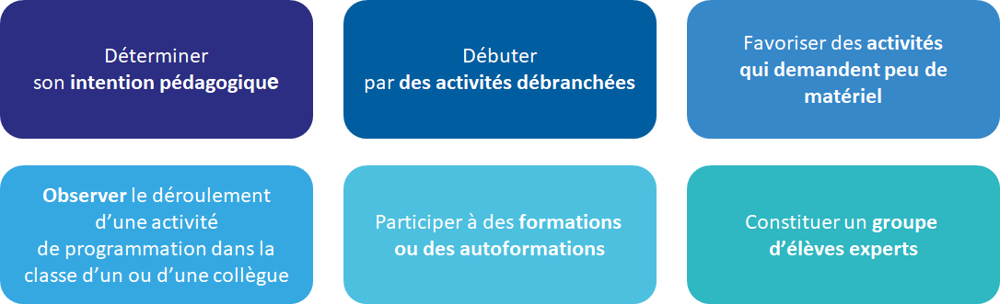 Déterminer
son intention pédagogique
Débuter
par des activités débranchées
Favoriser des activités
qui demandent peu de
matériel
Observer le déroulement
d’une activité
de programmation dans la
classe d’un ou d’une collègue
Participer à des formations
ou des autoformations
Constituer un groupe
d’élèves experts